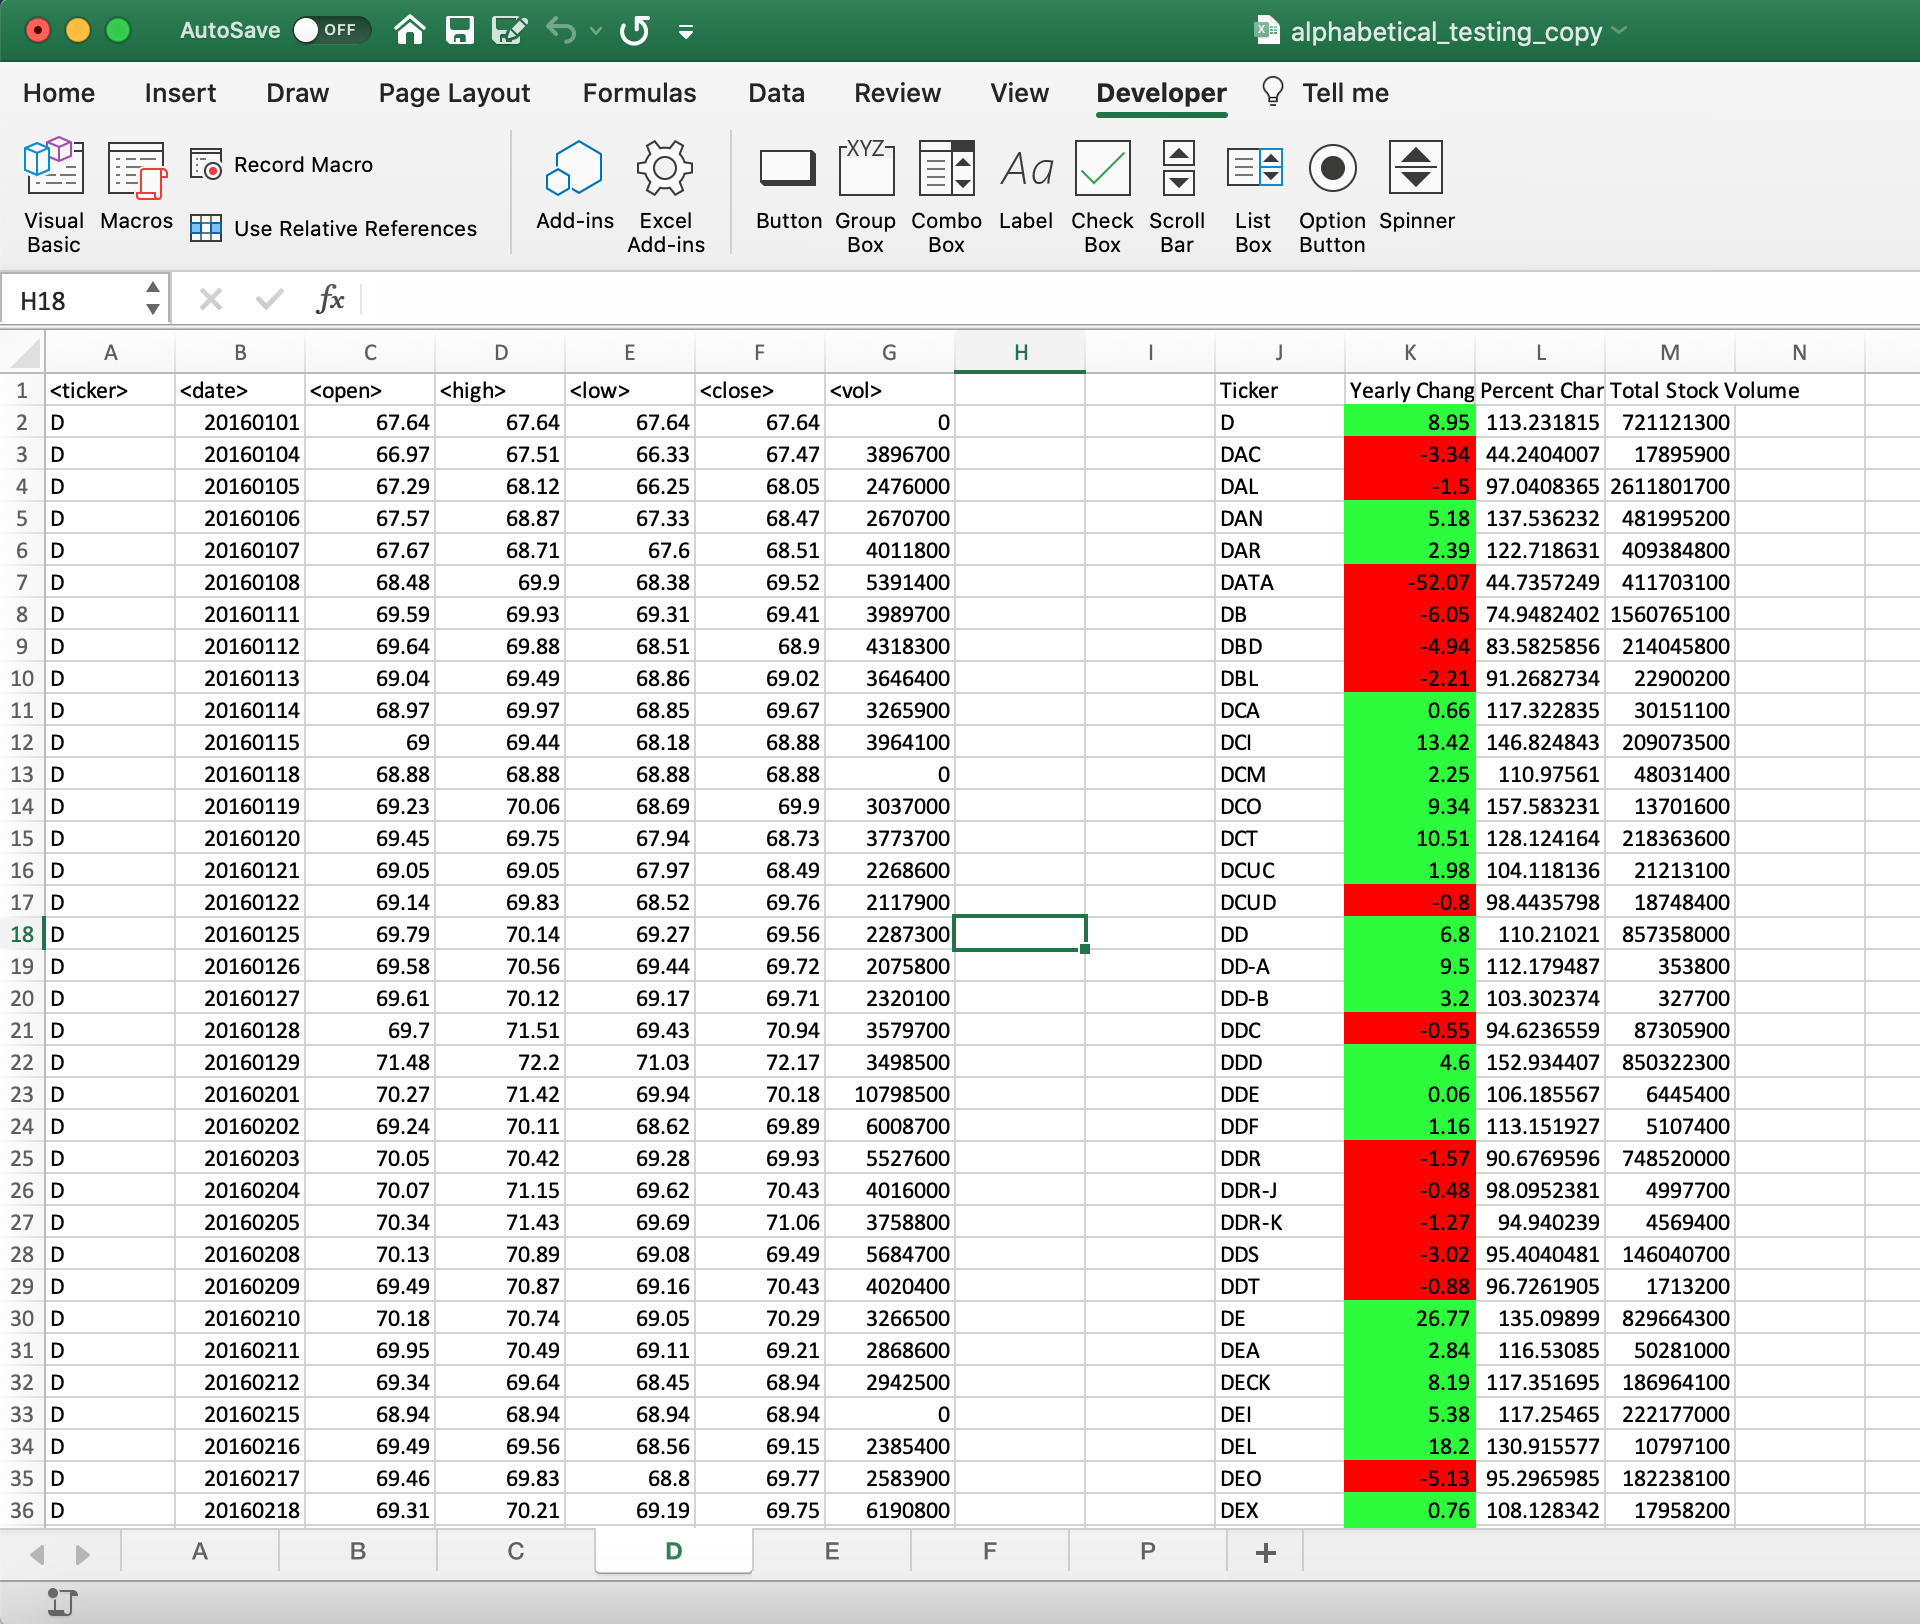 AutoSave OFF alphabetical_testing_copy
Home Insert Draw Page Layout Formulas Data Review View Developer Tell me
Visual Basic Macros Record Macro Use Relative References Add-ins Excel Add-ins Button XYZ Group Box Combo Box Aa Label Check Box Scroll Bar List Box Option Button Spinner
H18 fx
A B C D E F G H I J K L M N
1 <ticker> <date> <open> <high> <low> <close> <vol> Ticker Yearly Chang Percent Char Total Stock Volume
2 D 20160101 67.64 67.64 67.64 67.64 0 D 8.95 113.231815 721121300
3 D 20160104 66.97 67.51 66.33 67.47 3896700 DAC -3.34 44.2404007 17895900
4 D 20160105 67.29 68.12 66.25 68.05 2476000 DAL -1.5 97.0408365 2611801700
5 D 20160106 67.57 68.87 67.33 68.47 2670700 DAN 5.18 137.536232 481995200
6 D 20160107 67.67 68.71 67.6 68.51 4011800 DAR 2.39 122.718631 409384800
7 D 20160108 68.48 69.9 68.38 69.52 5391400 DATA -52.07 44.7357249 411703100
8 D 20160111 69.59 69.93 69.31 69.41 3989700 DB -6.05 74.9482402 1560765100
9 D 20160112 69.64 69.88 68.51 68.9 4318300 DBD -4.94 83.5825856 214045800
10 D 20160113 69.04 69.49 68.86 69.02 3646400 DBL -2.21 91.2682734 22900200
11 D 20160114 68.97 69.97 68.85 69.67 3265900 DCA 0.66 117.322835 30151100
12 D 20160115 69 69.44 68.18 68.88 3964100 DCI 13.42 146.824843 209073500
13 D 20160118 68.88 68.88 68.88 68.88 0 DCM 2.25 110.97561 48031400
14 D 20160119 69.23 70.06 68.69 69.9 3037000 DCO 9.34 157.583231 13701600
15 D 20160120 69.45 69.75 67.94 68.73 3773700 DCT 10.51 128.124164 218363600
16 D 20160121 69.05 69.05 67.97 68.49 2268600 DCUC 1.98 104.118136 21213100
17 D 20160122 69.14 69.83 68.52 69.76 2117900 DCUD -0.8 98.4435798 18748400
18 D 20160125 69.79 70.14 69.27 69.56 2287300 DD 6.8 110.21021 857358000
19 D 20160126 69.58 70.56 69.44 69.72 2075800 DD-A 9.5 112.179487 353800
20 D 20160127 69.61 70.12 69.17 69.71 2320100 DD-B 3.2 103.302374 327700
21 D 20160128 69.7 71.51 69.43 70.94 3579700 DDC -0.55 94.6236559 87305900
22 D 20160129 71.48 72.2 71.03 72.17 3498500 DDD 4.6 152.934407 850322300
23 D 20160201 70.27 71.42 69.94 70.18 10798500 DDE 0.06 106.185567 6445400
24 D 20160202 69.24 70.11 68.62 69.89 6008700 DDF 1.16 113.151927 5107400
25 D 20160203 70.05 70.42 69.28 69.93 5527600 DDR -1.57 90.6769596 748520000
26 D 20160204 70.07 71.15 69.62 70.43 4016000 DDR-J -0.48 98.0952381 4997700
27 D 20160205 70.34 71.43 69.69 71.06 3758800 DDR-K -1.27 94.940239 4569400
28 D 20160208 70.13 70.89 69.08 69.49 5684700 DDS -3.02 95.4040481 146040700
29 D 20160209 69.49 70.87 69.16 70.43 4020400 DDT -0.88 96.7261905 1713200
30 D 20160210 70.18 70.74 69.05 70.29 3266500 DE 26.77 135.09899 829664300
31 D 20160211 69.95 70.49 69.11 69.21 2868600 DEA 2.84 116.53085 50281000
32 D 20160212 69.34 69.64 68.45 68.94 2942500 DECK 8.19 117.351695 186964100
33 D 20160215 68.94 68.94 68.94 68.94 0 DEI 5.38 117.25465 222177000
34 D 20160216 69.49 69.56 68.56 69.15 2385400 DEL 18.2 130.915577 10797100
35 D 20160217 69.46 69.83 68.8 69.77 2583900 DEO -5.13 95.2965985 182238100
36 D 20160218 69.31 70.21 69.19 69.75 6190800 DEX 0.76 108.128342 17958200
A B C D E F P +